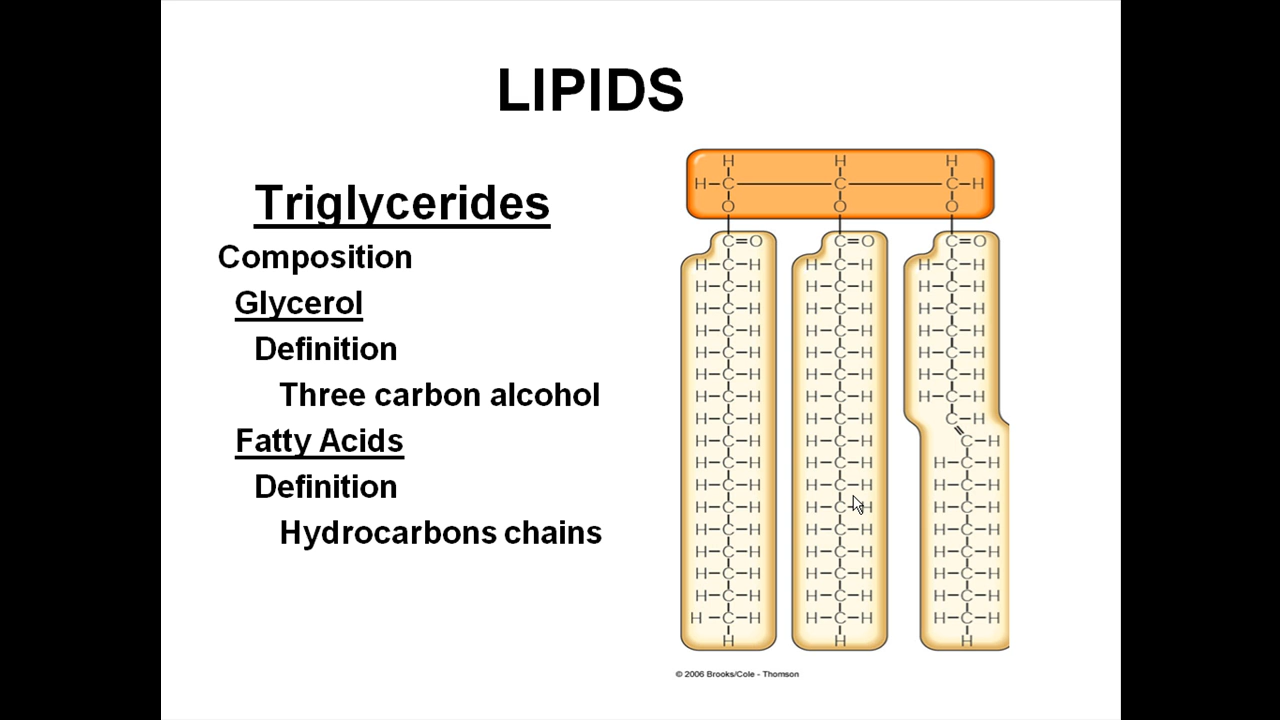 LIPIDS
Triglycerides
Composition
Glycerol
Definition
Three carbon alcohol
Fatty Acids
Definition
Hydrocarbons chains
H H H
H–C C C–H
O O O
C=O C=O C=O
H–C–H H–C–H H–C–H
H–C–H H–C–H H–C–H
H–C–H H–C–H H–C–H
H–C–H H–C–H H–C–H
H–C–H H–C–H H–C–H
H–C–H H–C–H H–C–H
H–C–H H–C–H H–C–H
H–C–H H–C–H C–H
H–C–H H–C–H C–H
H–C–H H–C–H H–C–H
H–C–H H–C–H H–C–H
H–C–H H–C–H H–C–H
H–C–H H–C–H H–C–H
H–C–H H–C–H H–C–H
H–C–H H–C–H H–C–H
H–C–H H–C–H H–C–H
H–C–H H–C–H H–C–H
H H H
© 2006 Brooks/Cole - Thomson